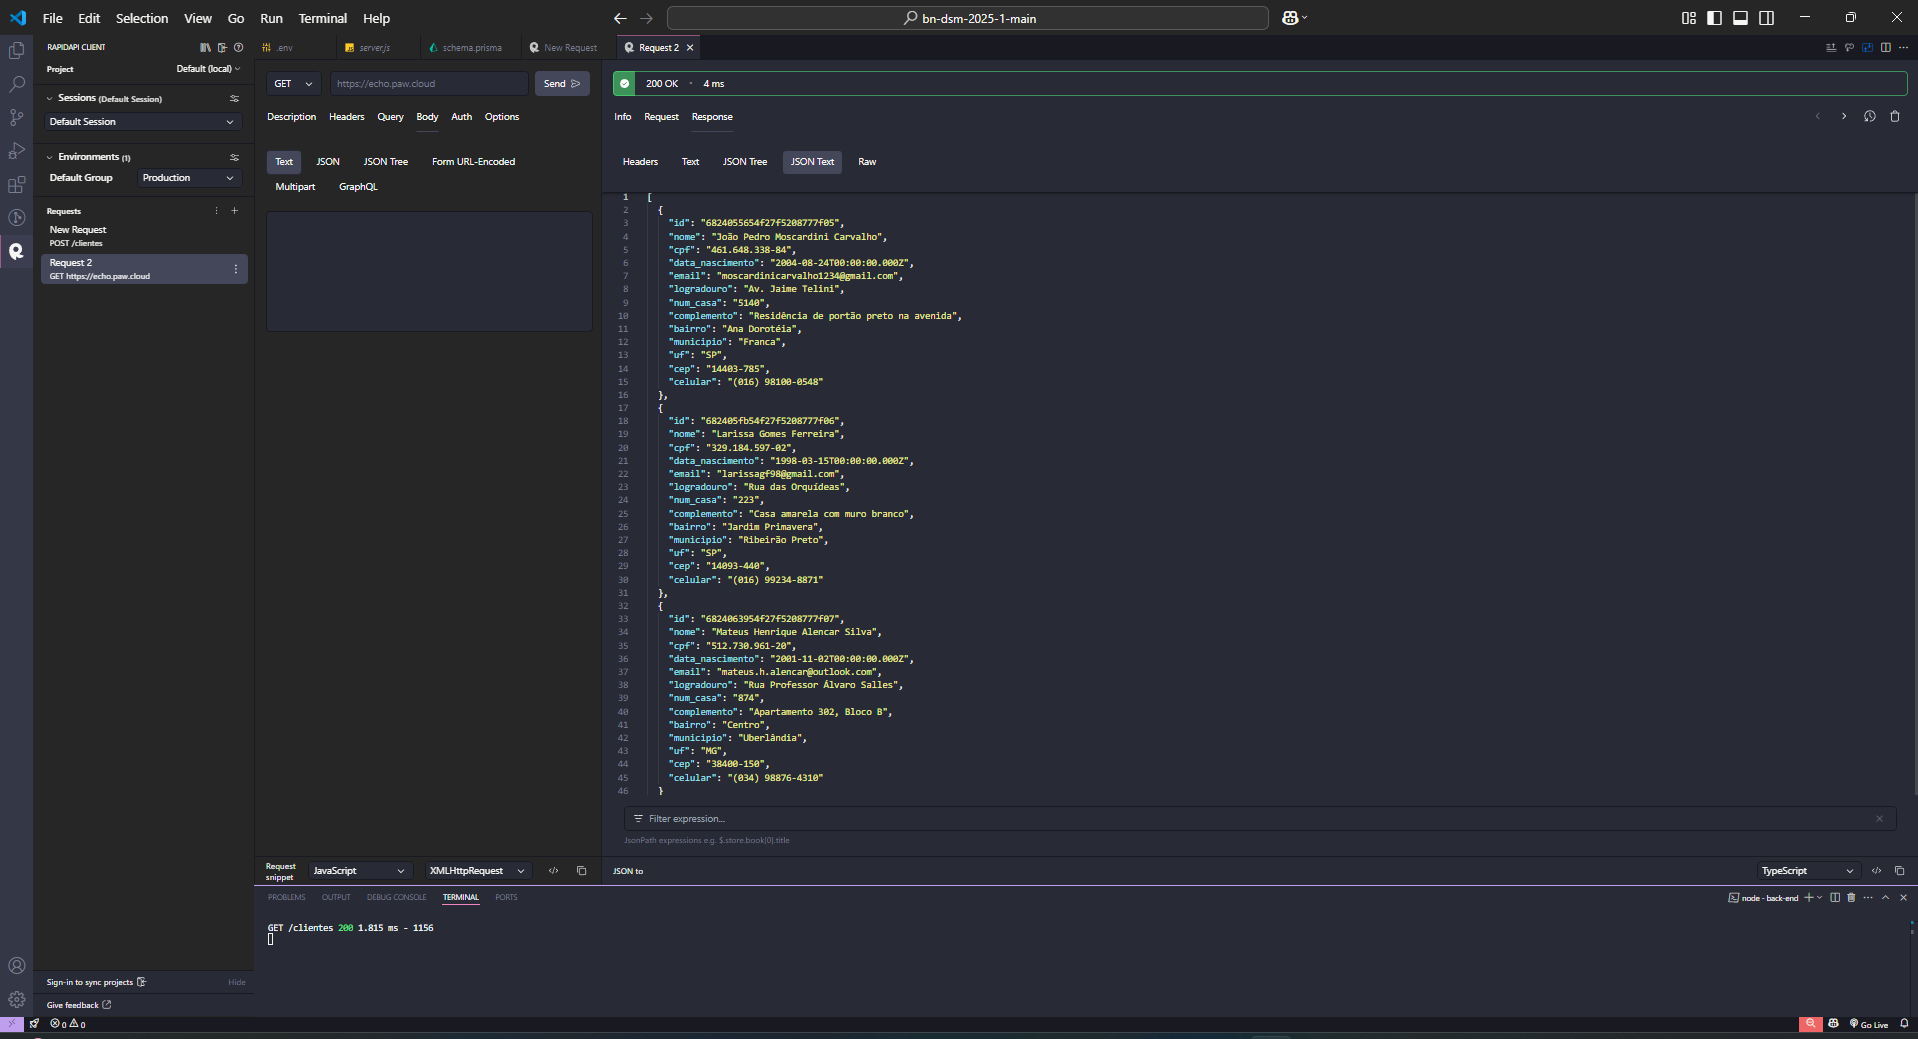 File Edit Selection View Go Run Terminal Help
bn-dsm-2025-1-main
RAPIDAPI CLIENT
Project
Default (local)
Sessions (Default Session)
Default Session
Environments (1)
Default Group
Production
Requests
New Request
POST /clientes
Request 2
GET https://echo.paw.cloud
Sign-in to sync projects
Hide
Give feedback
.env
server.js
schema.prisma
New Request
Request 2
GET
https://echo.paw.cloud
Send
Description Headers Query Body Auth Options
Text JSON JSON Tree Form URL-Encoded
Multipart GraphQL
Request snippet
JavaScript
XMLHttpRequest
200 OK · 4 ms
Info Request Response
Headers Text JSON Tree JSON Text Raw
1 [
2 {
3 "id": "6824055654f27f5208777f05",
4 "nome": "João Pedro Moscardini Carvalho",
5 "cpf": "461.648.338-84",
6 "data_nascimento": "2004-08-24T00:00:00.000Z",
7 "email": "moscardinicarvalho1234@gmail.com",
8 "logradouro": "Av. Jaime Telini",
9 "num_casa": "5140",
10 "complemento": "Residência de portão preto na avenida",
11 "bairro": "Ana Dorotéia",
12 "municipio": "Franca",
13 "uf": "SP",
14 "cep": "14403-785",
15 "celular": "(016) 98100-0548"
16 },
17 {
18 "id": "682405fb54f27f5208777f06",
19 "nome": "Larissa Gomes Ferreira",
20 "cpf": "329.184.597-02",
21 "data_nascimento": "1998-03-15T00:00:00.000Z",
22 "email": "larissagf98@gmail.com",
23 "logradouro": "Rua das Orquídeas",
24 "num_casa": "223",
25 "complemento": "Casa amarela com muro branco",
26 "bairro": "Jardim Primavera",
27 "municipio": "Ribeirão Preto",
28 "uf": "SP",
29 "cep": "14093-440",
30 "celular": "(016) 99234-8871"
31 },
32 {
33 "id": "6824063954f27f5208777f07",
34 "nome": "Mateus Henrique Alencar Silva",
35 "cpf": "512.730.961-20",
36 "data_nascimento": "2001-11-02T00:00:00.000Z",
37 "email": "mateus.h.alencar@outlook.com",
38 "logradouro": "Rua Professor Álvaro Salles",
39 "num_casa": "874",
40 "complemento": "Apartamento 302, Bloco B",
41 "bairro": "Centro",
42 "municipio": "Uberlândia",
43 "uf": "MG",
44 "cep": "38400-150",
45 "celular": "(034) 98876-4310"
46 }
Filter expression...
JsonPath expressions e.g. $.store.book[0].title
JSON to
TypeScript
PROBLEMS OUTPUT DEBUG CONSOLE TERMINAL PORTS
node - back-end
GET /clientes 200 1.815 ms - 1156
0 0
Go Live